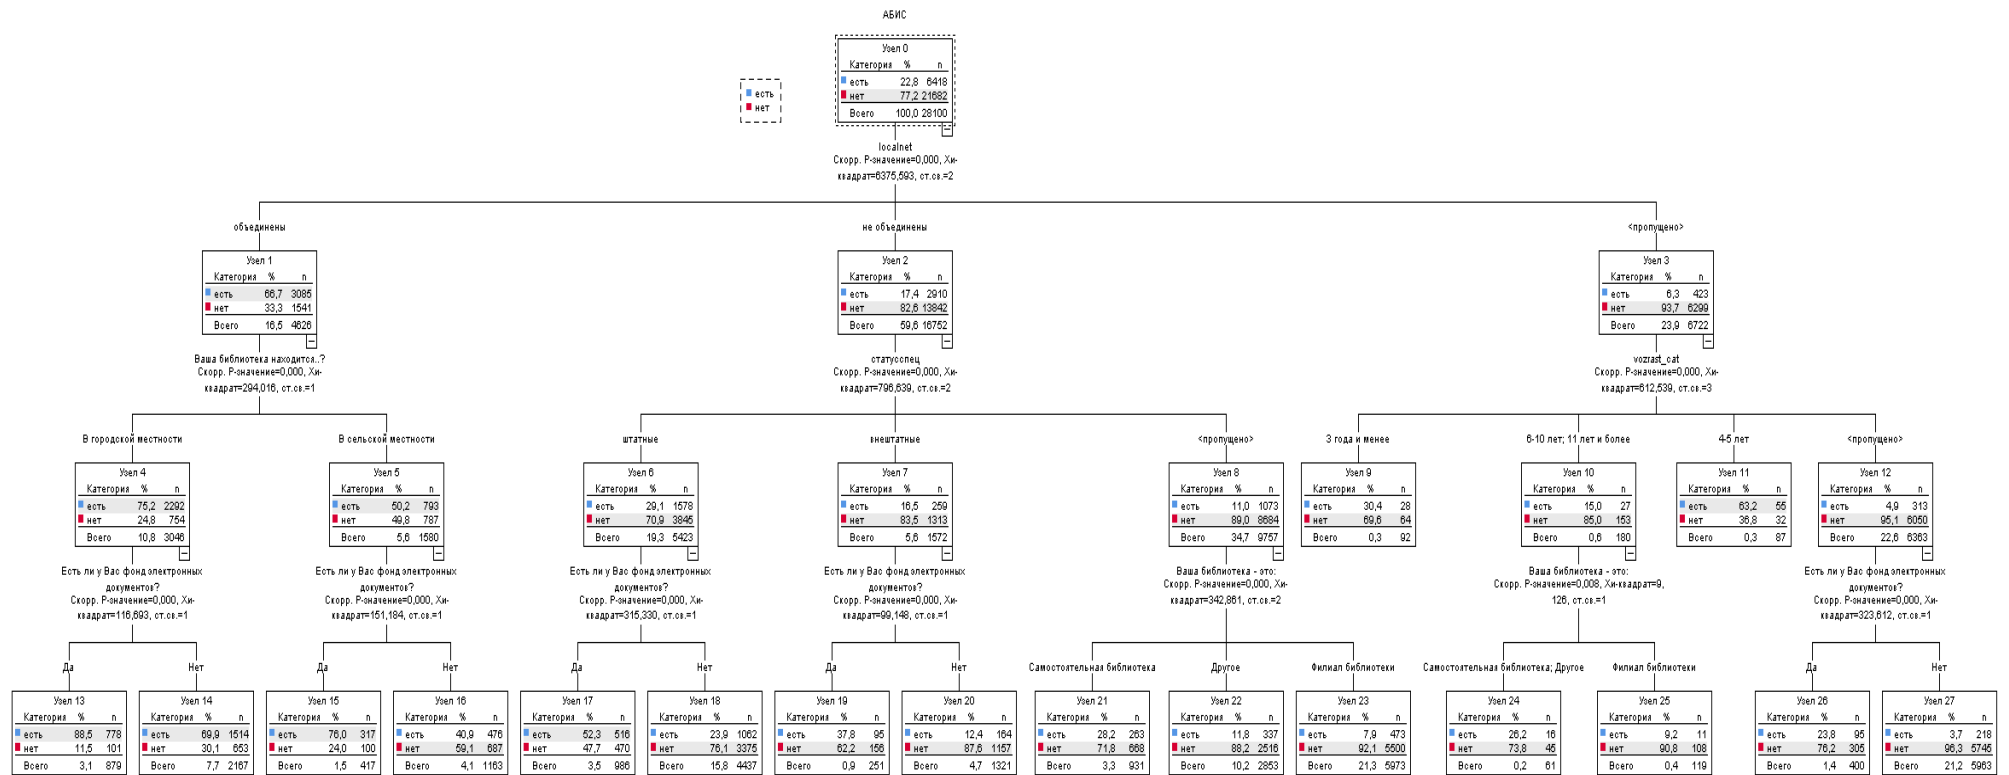 АБИС
Узел 0
Категория % n
есть 22,8 6418
нет 77,2 21682
Всего 100,0 28100
есть
нет
localnet
Скорр. P-значение=0,000, Хи-
квадрат=6375,593, ст.св.=2
объединены
не объединены
<пропущено>
Узел 1
Категория % n
есть 66,7 3085
нет 33,3 1541
Всего 16,5 4626
Узел 2
Категория % n
есть 17,4 2910
нет 82,6 13842
Всего 59,6 16752
Узел 3
Категория % n
есть 6,3 423
нет 93,7 6299
Всего 23,9 6722
Ваша библиотека находится..?
Скорр. P-значение=0,000, Хи-
квадрат=294,016, ст.св.=1
статусспец
Скорр. P-значение=0,000, Хи-
квадрат=796,639, ст.св.=2
vozrast_cat
Скорр. P-значение=0,000, Хи-
квадрат=612,539, ст.св.=3
В городской местности
В сельской местности
штатные
внештатные
<пропущено>
3 года и менее
6-10 лет; 11 лет и более
4-5 лет
<пропущено>
Узел 4
Категория % n
есть 75,2 2292
нет 24,8 754
Всего 10,8 3046
Узел 5
Категория % n
есть 50,2 793
нет 49,8 787
Всего 5,6 1580
Узел 6
Категория % n
есть 29,1 1578
нет 70,9 3845
Всего 19,3 5423
Узел 7
Категория % n
есть 16,5 259
нет 83,5 1313
Всего 5,6 1572
Узел 8
Категория % n
есть 11,0 1073
нет 89,0 8684
Всего 34,7 9757
Узел 9
Категория % n
есть 30,4 28
нет 69,6 64
Всего 0,3 92
Узел 10
Категория % n
есть 15,0 27
нет 85,0 153
Всего 0,6 180
Узел 11
Категория % n
есть 63,2 55
нет 36,8 32
Всего 0,3 87
Узел 12
Категория % n
есть 4,9 313
нет 95,1 6050
Всего 22,6 6363
Есть ли у Вас фонд электронных
документов?
Скорр. P-значение=0,000, Хи-
квадрат=116,693, ст.св.=1
Есть ли у Вас фонд электронных
документов?
Скорр. P-значение=0,000, Хи-
квадрат=151,184, ст.св.=1
Есть ли у Вас фонд электронных
документов?
Скорр. P-значение=0,000, Хи-
квадрат=315,330, ст.св.=1
Есть ли у Вас фонд электронных
документов?
Скорр. P-значение=0,000, Хи-
квадрат=99,148, ст.св.=1
Ваша библиотека - это:
Скорр. P-значение=0,000, Хи-
квадрат=342,861, ст.св.=2
Ваша библиотека - это:
Скорр. P-значение=0,008, Хи-квадрат=9,
126, ст.св.=1
Есть ли у Вас фонд электронных
документов?
Скорр. P-значение=0,000, Хи-
квадрат=323,612, ст.св.=1
Да
Нет
Да
Нет
Да
Нет
Да
Нет
Самостоятельная библиотека
Другое
Филиал библиотеки
Самостоятельная библиотека; Другое
Филиал библиотеки
Да
Нет
Узел 13
Категория % n
есть 88,5 778
нет 11,5 101
Всего 3,1 879
Узел 14
Категория % n
есть 69,9 1514
нет 30,1 653
Всего 7,7 2167
Узел 15
Категория % n
есть 76,0 317
нет 24,0 100
Всего 1,5 417
Узел 16
Категория % n
есть 40,9 476
нет 59,1 687
Всего 4,1 1163
Узел 17
Категория % n
есть 52,3 516
нет 47,7 470
Всего 3,5 986
Узел 18
Категория % n
есть 23,9 1062
нет 76,1 3375
Всего 15,8 4437
Узел 19
Категория % n
есть 37,8 95
нет 62,2 156
Всего 0,9 251
Узел 20
Категория % n
есть 12,4 164
нет 87,6 1157
Всего 4,7 1321
Узел 21
Категория % n
есть 28,2 263
нет 71,8 668
Всего 3,3 931
Узел 22
Категория % n
есть 11,8 337
нет 88,2 2516
Всего 10,2 2853
Узел 23
Категория % n
есть 7,9 473
нет 92,1 5500
Всего 21,3 5973
Узел 24
Категория % n
есть 26,2 16
нет 73,8 45
Всего 0,2 61
Узел 25
Категория % n
есть 9,2 11
нет 90,8 108
Всего 0,4 119
Узел 26
Категория % n
есть 23,8 95
нет 76,2 305
Всего 1,4 400
Узел 27
Категория % n
есть 3,7 218
нет 96,3 5745
Всего 21,2 5963